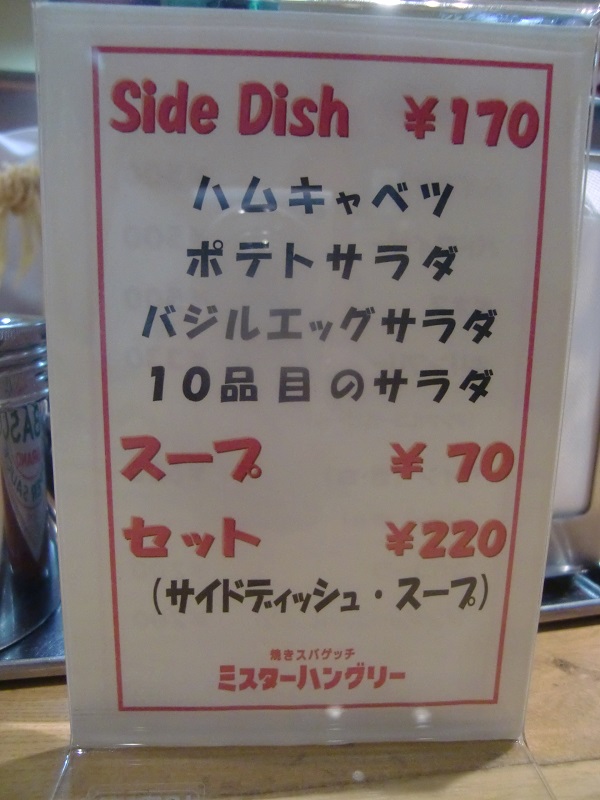 Side Dish ¥170
ハムキャベツ
ポテトサラダ
バジルエッグサラダ
10品目のサラダ
スープ ¥70
セット ¥220
(サイドディッシュ・スープ)
焼きスパゲッチ
ミスターハングリー